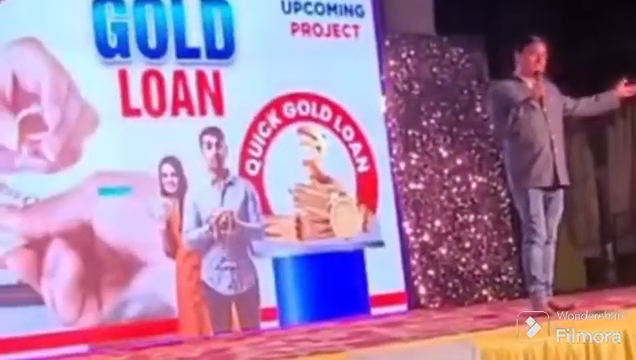 GOLD
LOAN
UPCOMING
PROJECT
QUICK GOLD LOAN
Wondershare
Filmora